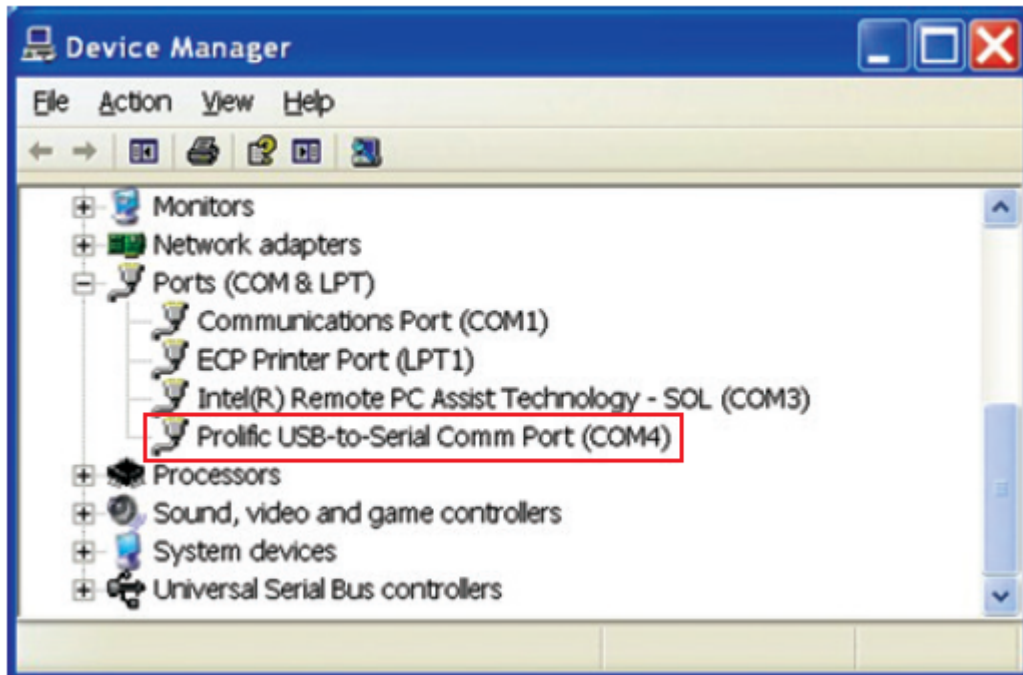 Device Manager
File Action View Help
Monitors
Network adapters
Ports (COM & LPT)
Communications Port (COM1)
ECP Printer Port (LPT1)
Intel(R) Remote PC Assist Technology - SOL (COM3)
Prolific USB-to-Serial Comm Port (COM4)
Processors
Sound, video and game controllers
System devices
Universal Serial Bus controllers